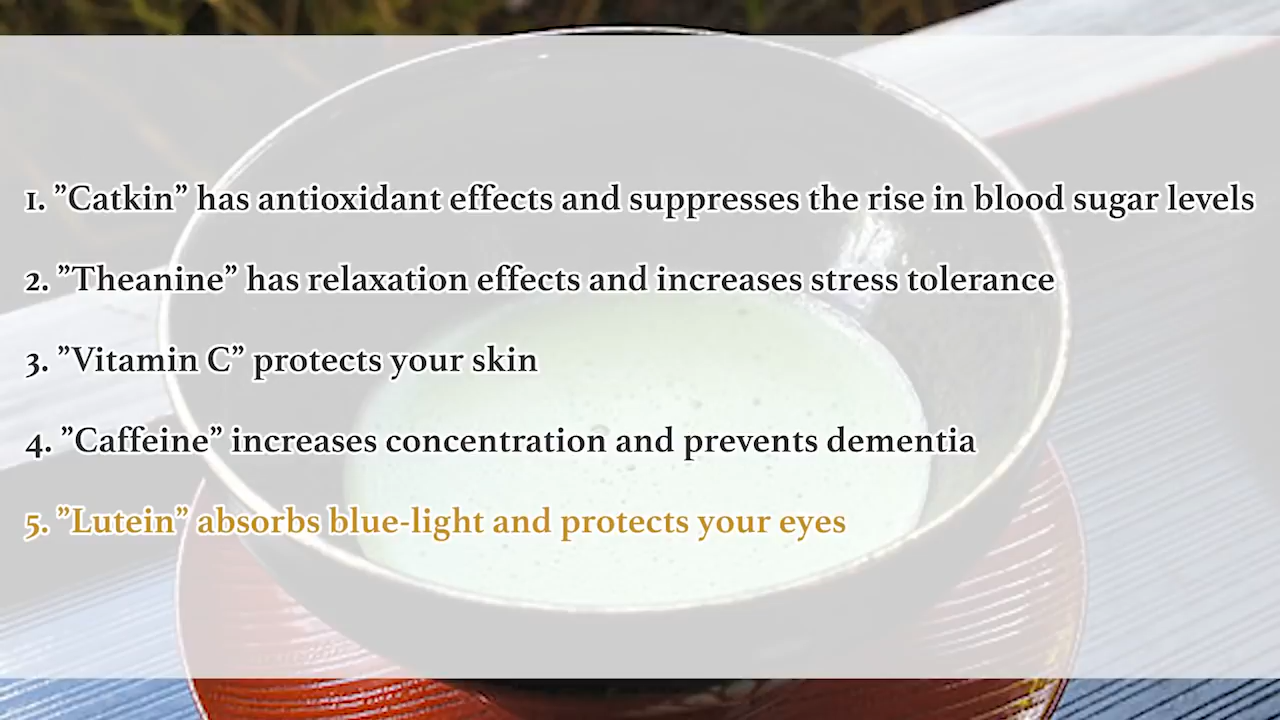 1. ”Catkin” has antioxidant effects and suppresses the rise in blood sugar levels
2. ”Theanine” has relaxation effects and increases stress tolerance
3. ”Vitamin C” protects your skin
4. ”Caffeine” increases concentration and prevents dementia
5. ”Lutein” absorbs blue-light and protects your eyes